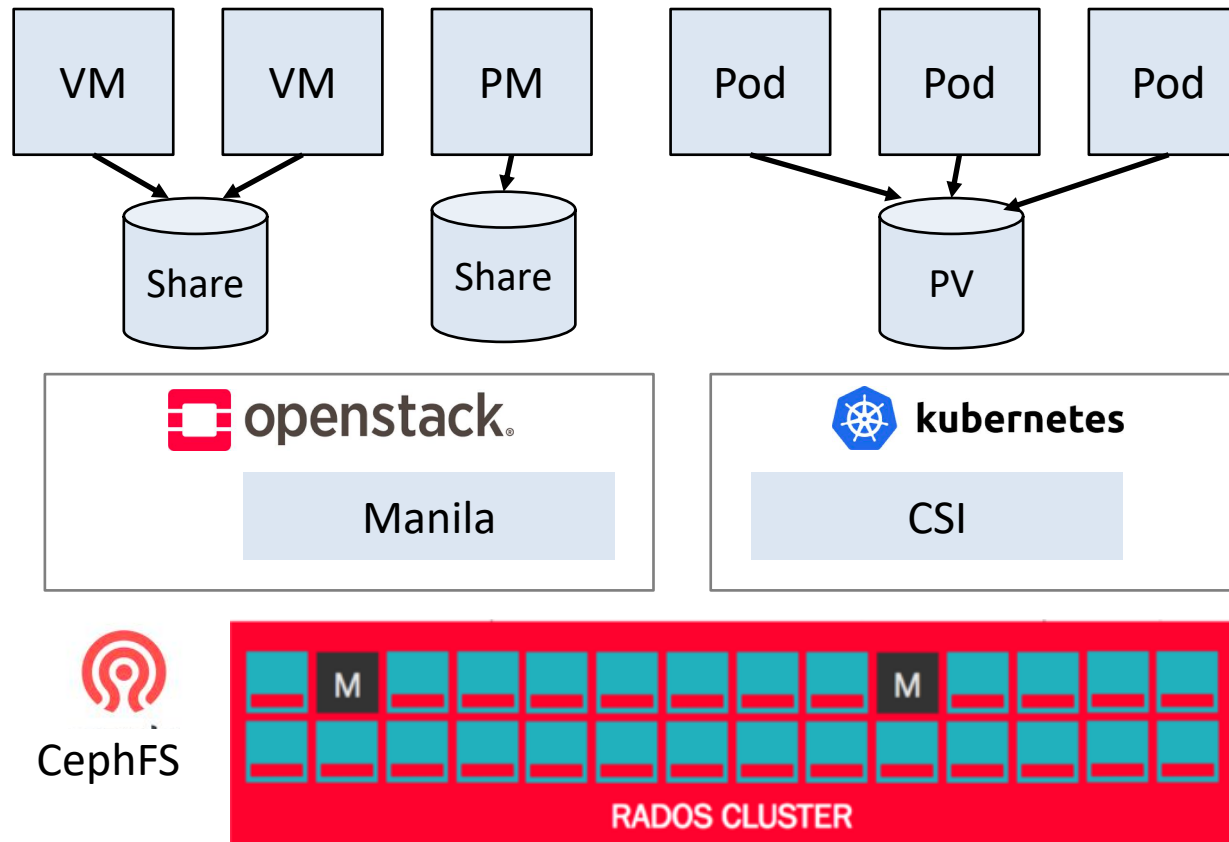 VM
VM
PM
Pod
Pod
Pod
Share
Share
PV
openstack®
kubernetes
Manila
CSI
M
M
CephFS
RADOS CLUSTER